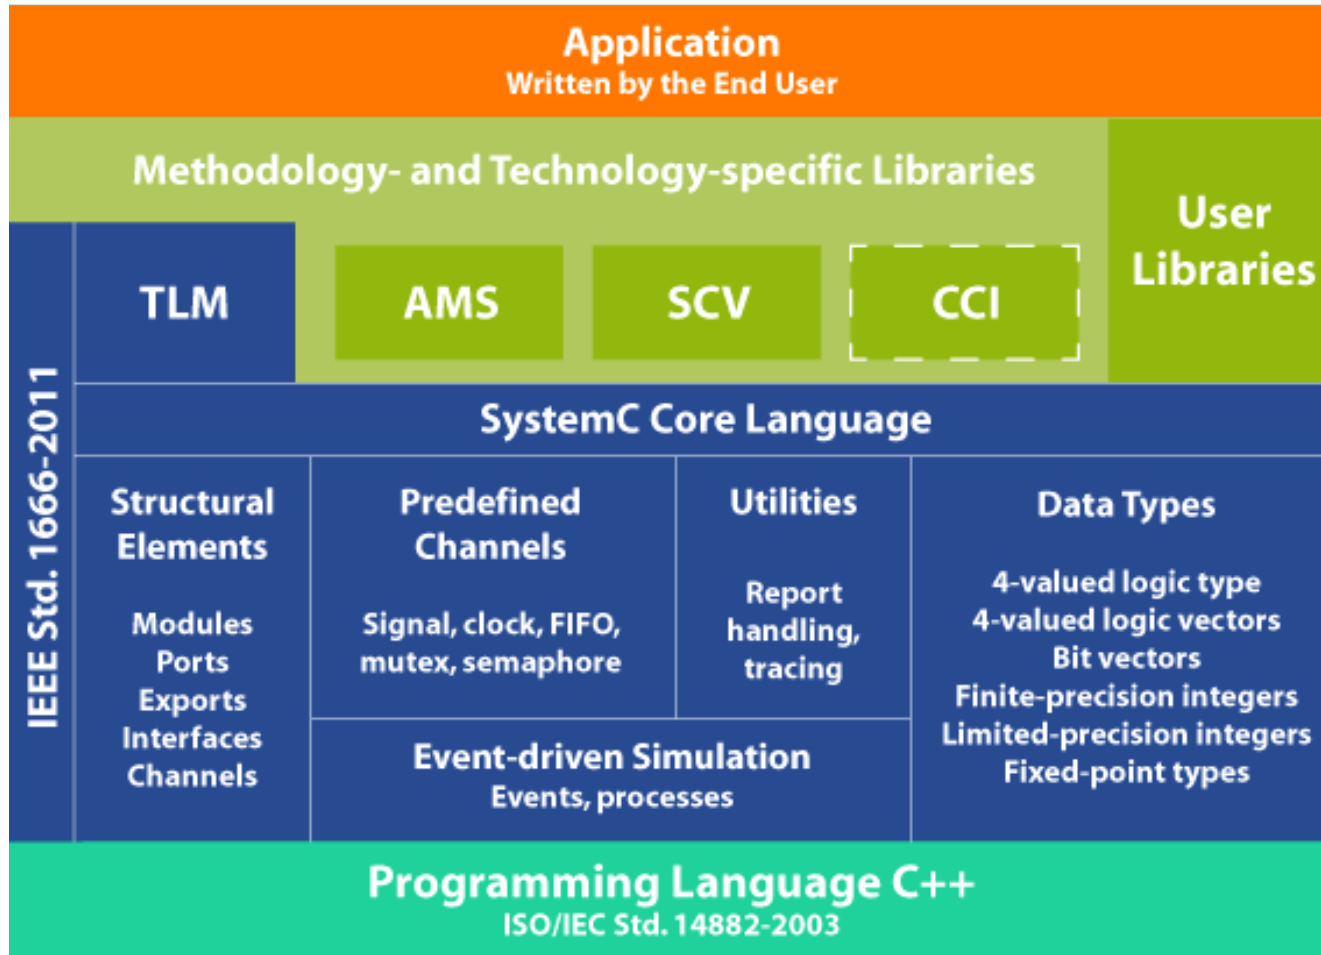 Application
Written by the End User
Methodology- and Technology-specific Libraries
User
Libraries
TLM
AMS
SCV
CCI
IEEE Std. 1666-2011
SystemC Core Language
Structural
Elements
Modules
Ports
Exports
Interfaces
Channels
Predefined
Channels
Signal, clock, FIFO,
mutex, semaphore
Utilities
Report
handling,
tracing
Event-driven Simulation
Events, processes
Data Types
4-valued logic type
4-valued logic vectors
Bit vectors
Finite-precision integers
Limited-precision integers
Fixed-point types
Programming Language C++
ISO/IEC Std. 14882-2003